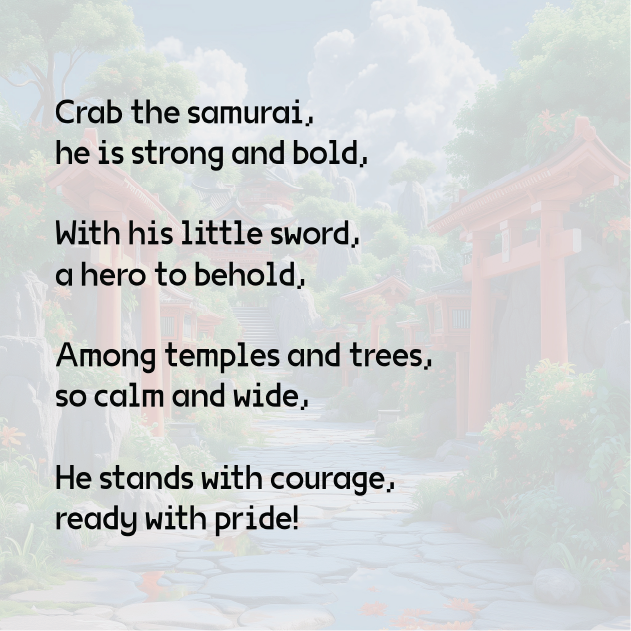 Crab the samurai,
he is strong and bold,
With his little sword,
a hero to behold,
Among temples and trees,
so calm and wide,
He stands with courage,
ready with pride!